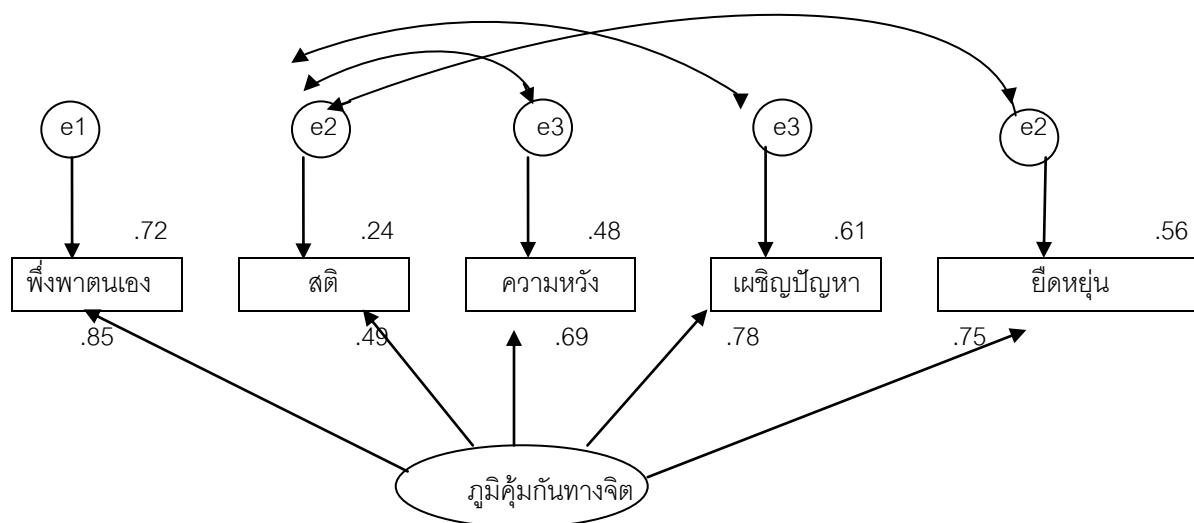 e1 e2 e3 e3 e2
.72 .24 .48 .61 .56
พึ่งพาตนเอง สติ ความหวัง เผชิญปัญหา ยืดหยุ่น
.85 .49 .69 .78 .75
ภูมิคุ้มกันทางจิต